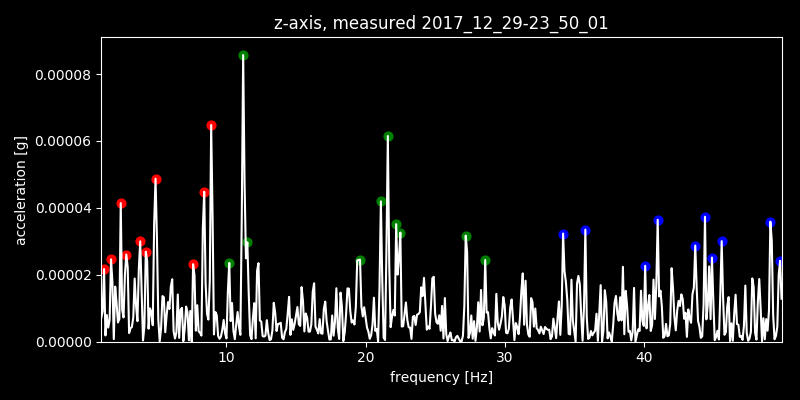 z-axis, measured 2017_12_29-23_50_01
acceleration [g]
0.00008
0.00006
0.00004
0.00002
0.00000
10 20 30 40
frequency [Hz]